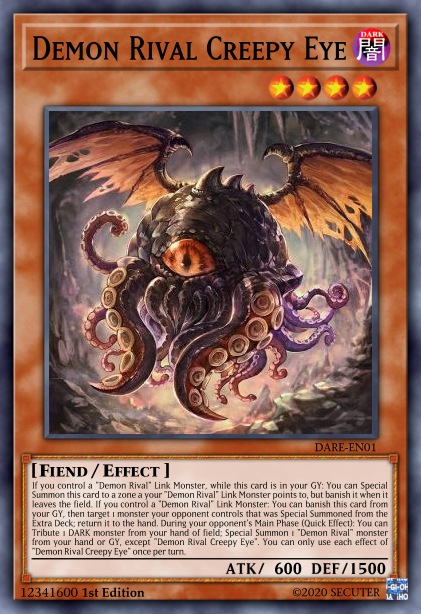 DEMON RIVAL CREEPY EYE
DARK
闇
DARE-EN01
[FIEND / EFFECT ]
If you control a "Demon Rival" Link Monster, while this card is in your GY: You can Special
Summon this card to a zone a your "Demon Rival" Link Monster points to, but banish it when it
leaves the field. If you control a "Demon Rival" Link Monster: You can banish this card from
your GY, then target 1 monster your opponent controls that was Special Summoned from the
Extra Deck; return it to the hand. During your opponent's Main Phase (Quick Effect): You can
Tribute 1 DARK monster from your hand of field; Special Summon 1 "Demon Rival" monster
from your hand or GY, except "Demon Rival Creepy Eye". You can only use each effect of
"Demon Rival Creepy Eye" once per turn.
ATK/ 600 DEF/1500
12341600 1st Edition
©2020 SECUTER